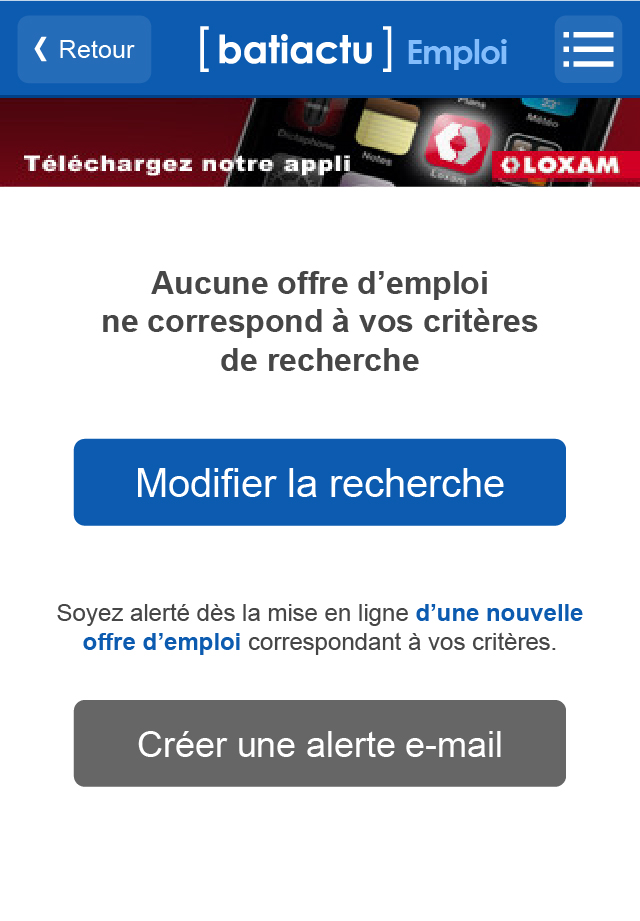 Retour
[batiactu] Emploi
Plans
23°
Météo
Dictaphone
Notes
Loxam
Téléchargez notre appli
LOXAM
Aucune offre d’emploi
ne correspond à vos critères
de recherche
Modifier la recherche
Soyez alerté dès la mise en ligne d’une nouvelle
offre d’emploi correspondant à vos critères.
Créer une alerte e-mail